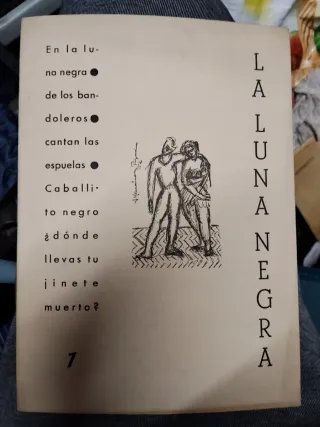 En la lu-
na negra ●
de los ban-
doleros ●
cantan las
espuelas ●
Caballi-
to negro
¿dónde
llevas tu
jinete
muerto?
1
LA LUNA NEGRA